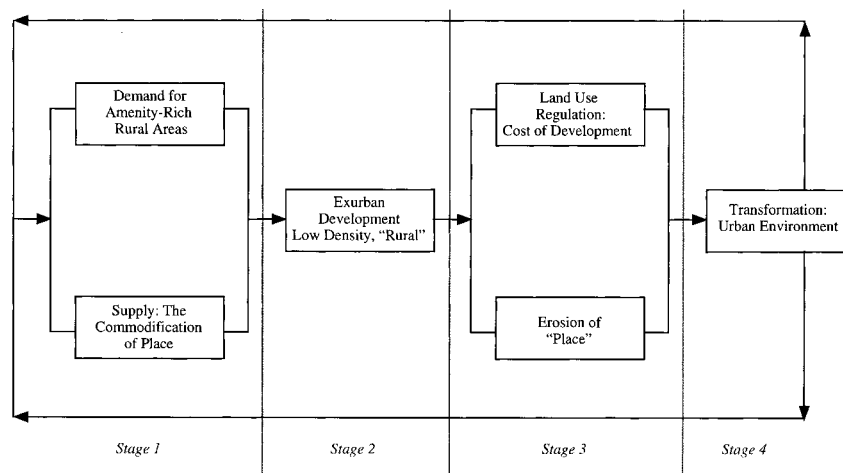 Demand for
Amenity-Rich
Rural Areas
Supply: The
Commodification
of Place
Exurban
Development
Low Density, “Rural”
Land Use
Regulation:
Cost of Development
Erosion of
“Place”
Transformation:
Urban Environment
Stage 1
Stage 2
Stage 3
Stage 4